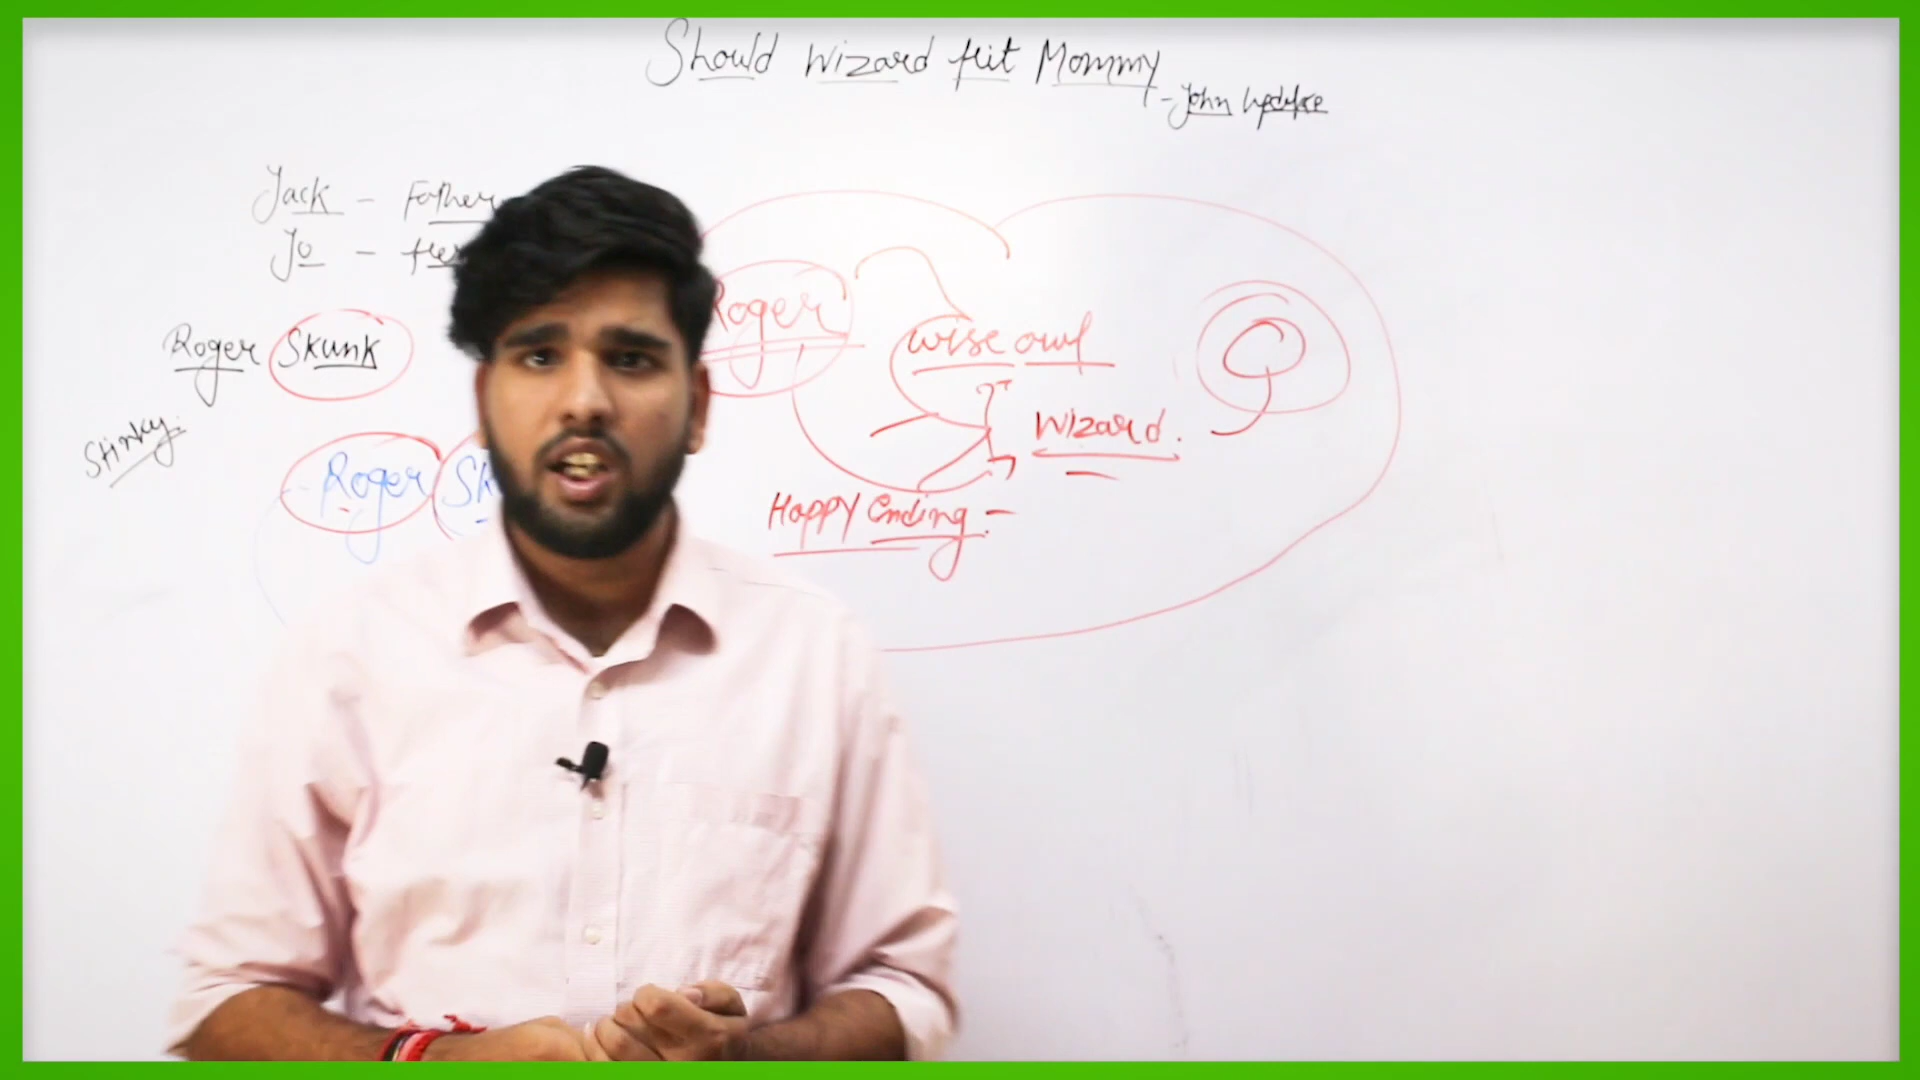 Should Wizard Hit Mommy
- John Updike
Jack - Father
Jo -
Roger Skunk
Stinky.
Roger Sk
Roger
wise owl
Wizard.
Happy Ending -